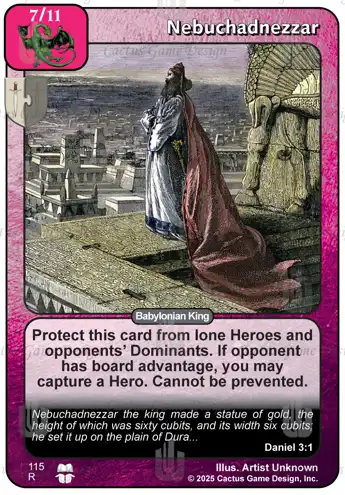 7/11
Nebuchadnezzar
Babylonian King
Protect this card from lone Heroes and
opponents’ Dominants. If opponent
has board advantage, you may
capture a Hero. Cannot be prevented.
Nebuchadnezzar the king made a statue of gold, the
height of which was sixty cubits, and its width six cubits;
he set it up on the plain of Dura...
Daniel 3:1
115
R
Illus. Artist Unknown
© 2025 Cactus Game Design, Inc.